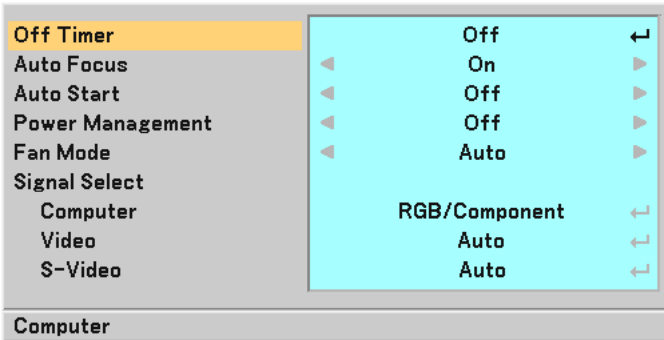 Off Timer Off
Auto Focus On
Auto Start Off
Power Management Off
Fan Mode Auto
Signal Select
Computer RGB/Component
Video Auto
S-Video Auto
Computer